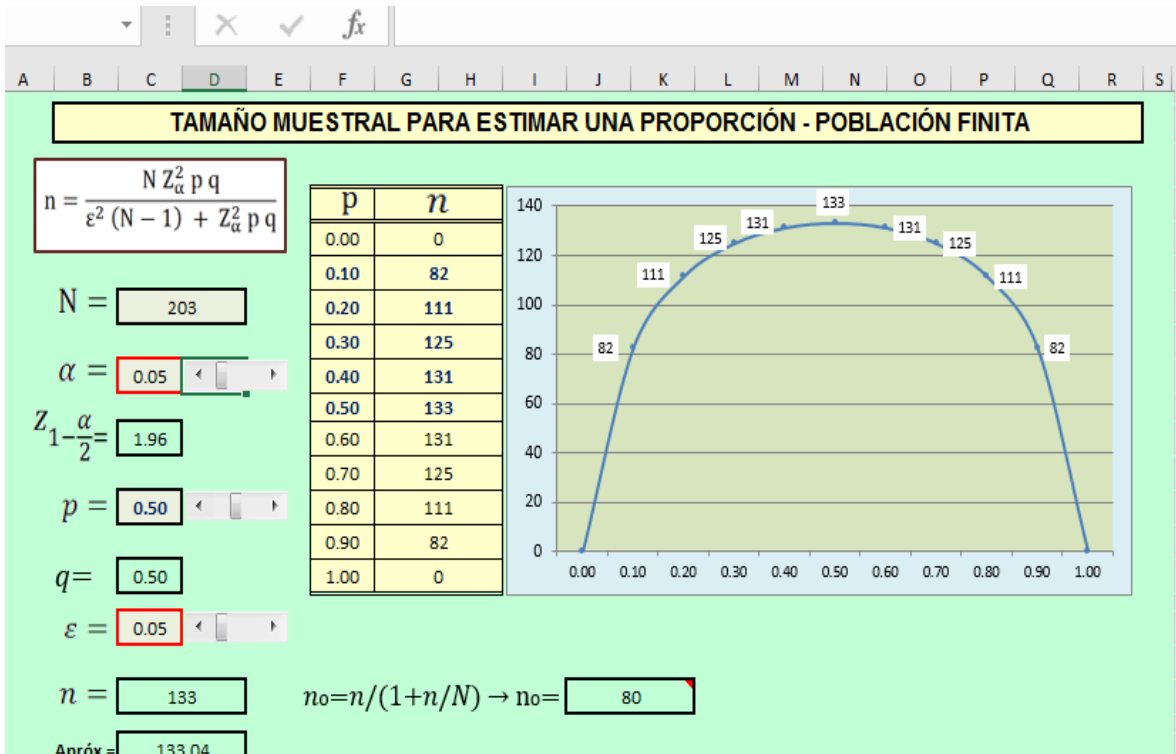 fx
A B C D E F G H I J K L M N O P Q R S
TAMAÑO MUESTRAL PARA ESTIMAR UNA PROPORCIÓN - POBLACIÓN FINITA
n = N Z²α p q / ε² (N − 1) + Z²α p q
N = 203
α = 0.05
Z1−α/2= 1.96
p = 0.50
q= 0.50
ε = 0.05
n = 133
Apróx = 133.04
p n
0.00 0
0.10 82
0.20 111
0.30 125
0.40 131
0.50 133
0.60 131
0.70 125
0.80 111
0.90 82
1.00 0
140
120
100
80
60
40
20
0
82 111 125 131 133 131 125 111 82
0.00 0.10 0.20 0.30 0.40 0.50 0.60 0.70 0.80 0.90 1.00
no=n/(1+n/N) → no= 80